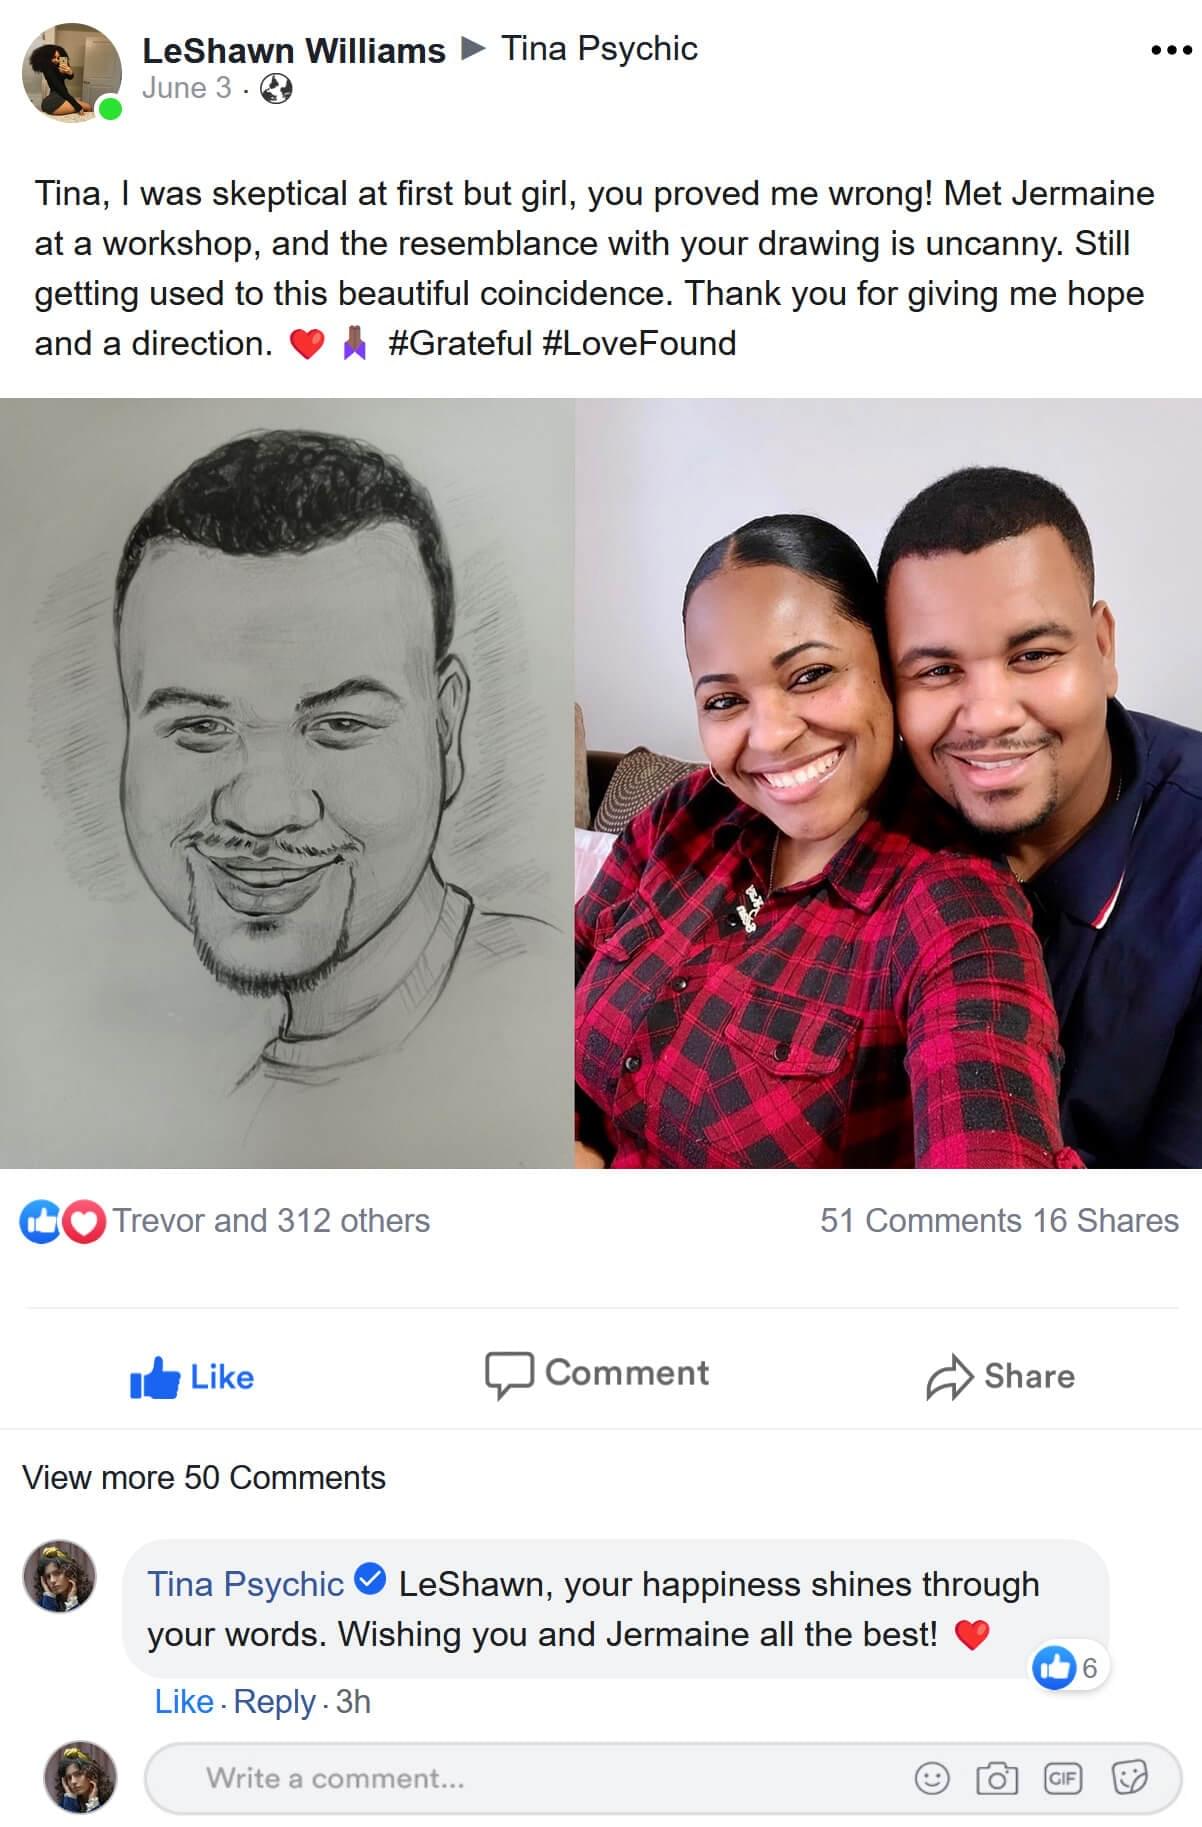 LeShawn Williams ▶ Tina Psychic
June 3 ·
Tina, I was skeptical at first but girl, you proved me wrong! Met Jermaine
at a workshop, and the resemblance with your drawing is uncanny. Still
getting used to this beautiful coincidence. Thank you for giving me hope
and a direction. ❤️ 🙏🏾 #Grateful #LoveFound
Trevor and 312 others
51 Comments 16 Shares
Like
Comment
Share
View more 50 Comments
Tina Psychic LeShawn, your happiness shines through
your words. Wishing you and Jermaine all the best! ❤️
6
Like · Reply · 3h
Write a comment...
GIF